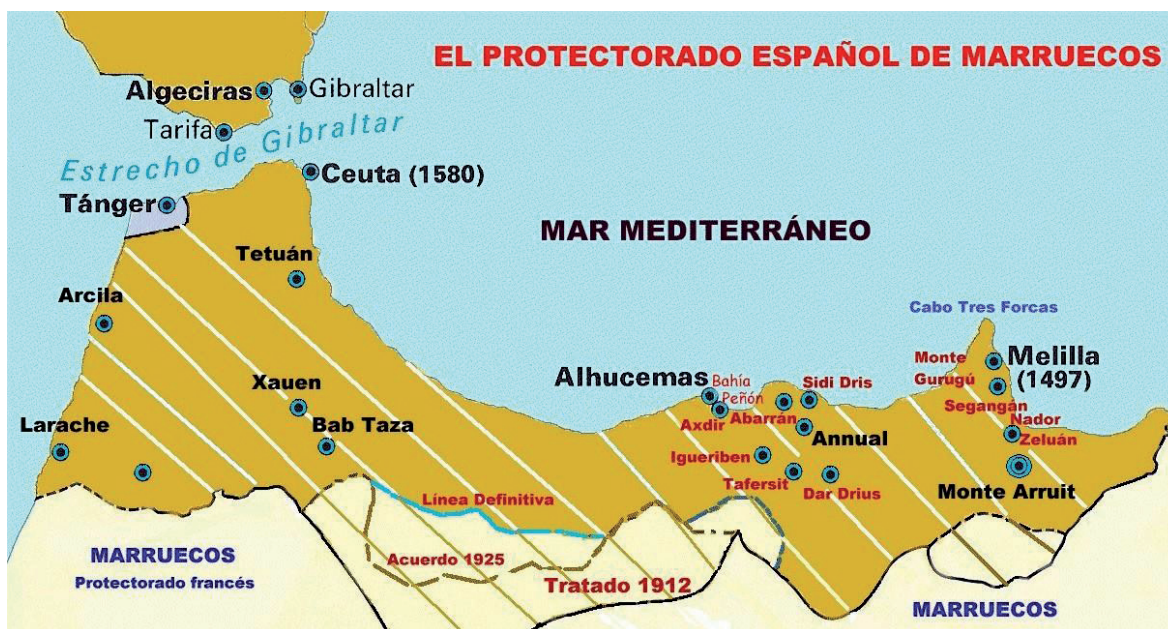 EL PROTECTORADO ESPAÑOL DE MARRUECOS
Algeciras
Gibraltar
Tarifa
Estrecho de Gibraltar
Ceuta (1580)
Tánger
MAR MEDITERRÁNEO
Tetuán
Arcila
Cabo Tres Forcas
Xauen
Alhucemas
Bahía
Peñón
Sidi Dris
Monte
Gurugú
Melilla
(1497)
Segangán
Larache
Bab Taza
Axdir
Abarrán
Annual
Nador
Zeluán
Igueriben
Tafersit
Dar Drius
Monte Arruit
Línea Definitiva
MARRUECOS
Protectorado francés
Acuerdo 1925
Tratado 1912
MARRUECOS